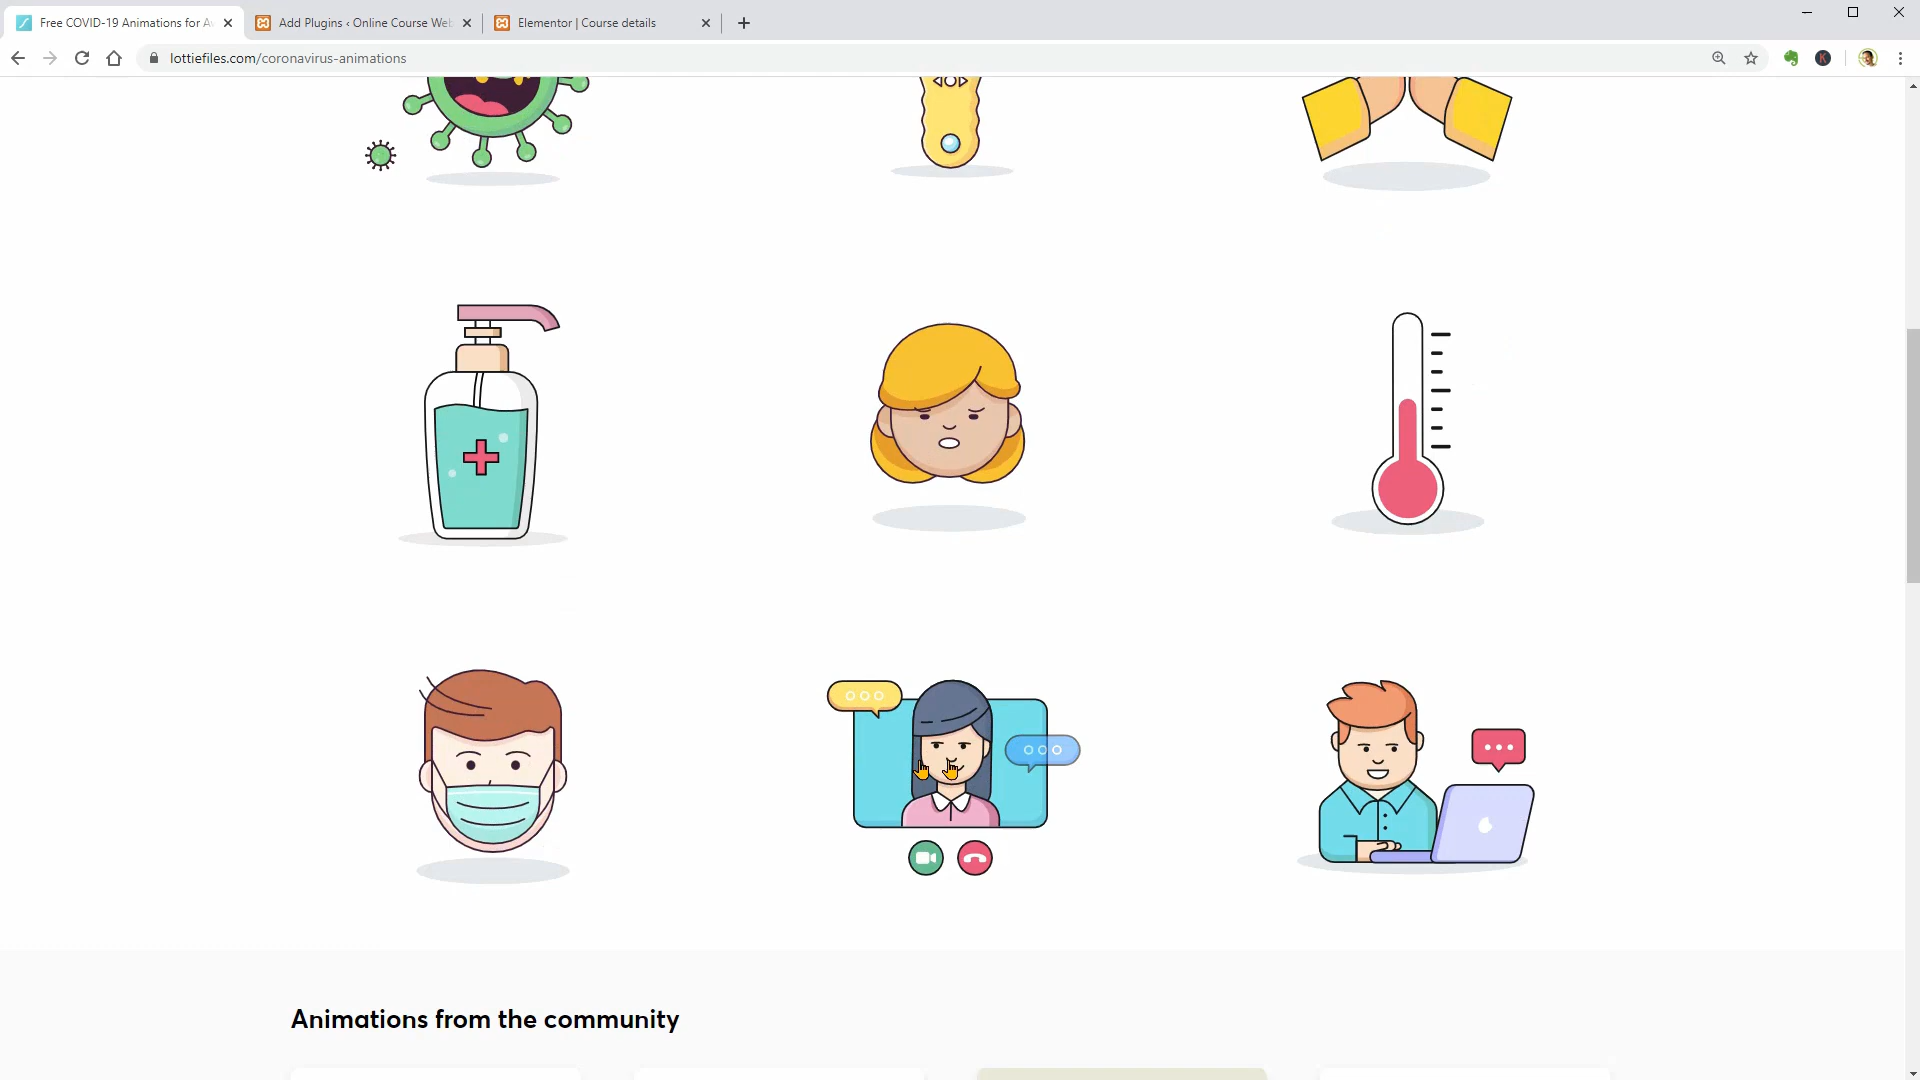 Free COVID-19 Animations for A
Add Plugins ‹ Online Course Web
Elementor | Course details
lottiefiles.com/coronavirus-animations
K
Animations from the community